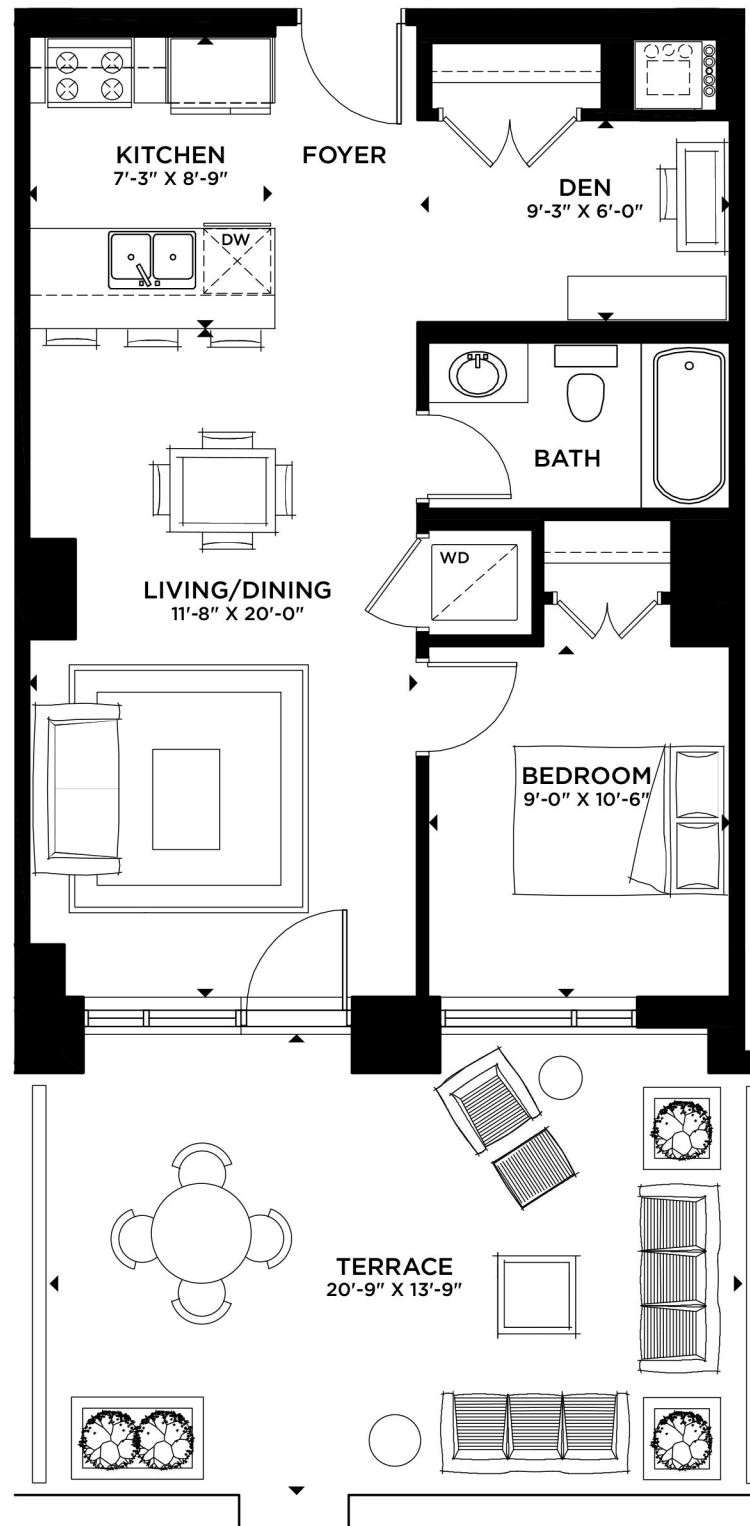 KITCHEN
7'-3" X 8'-9"
FOYER
DEN
9'-3" X 6'-0"
DW
BATH
WD
LIVING/DINING
11'-8" X 20'-0"
BEDROOM
9'-0" X 10'-6"
TERRACE
20'-9" X 13'-9"